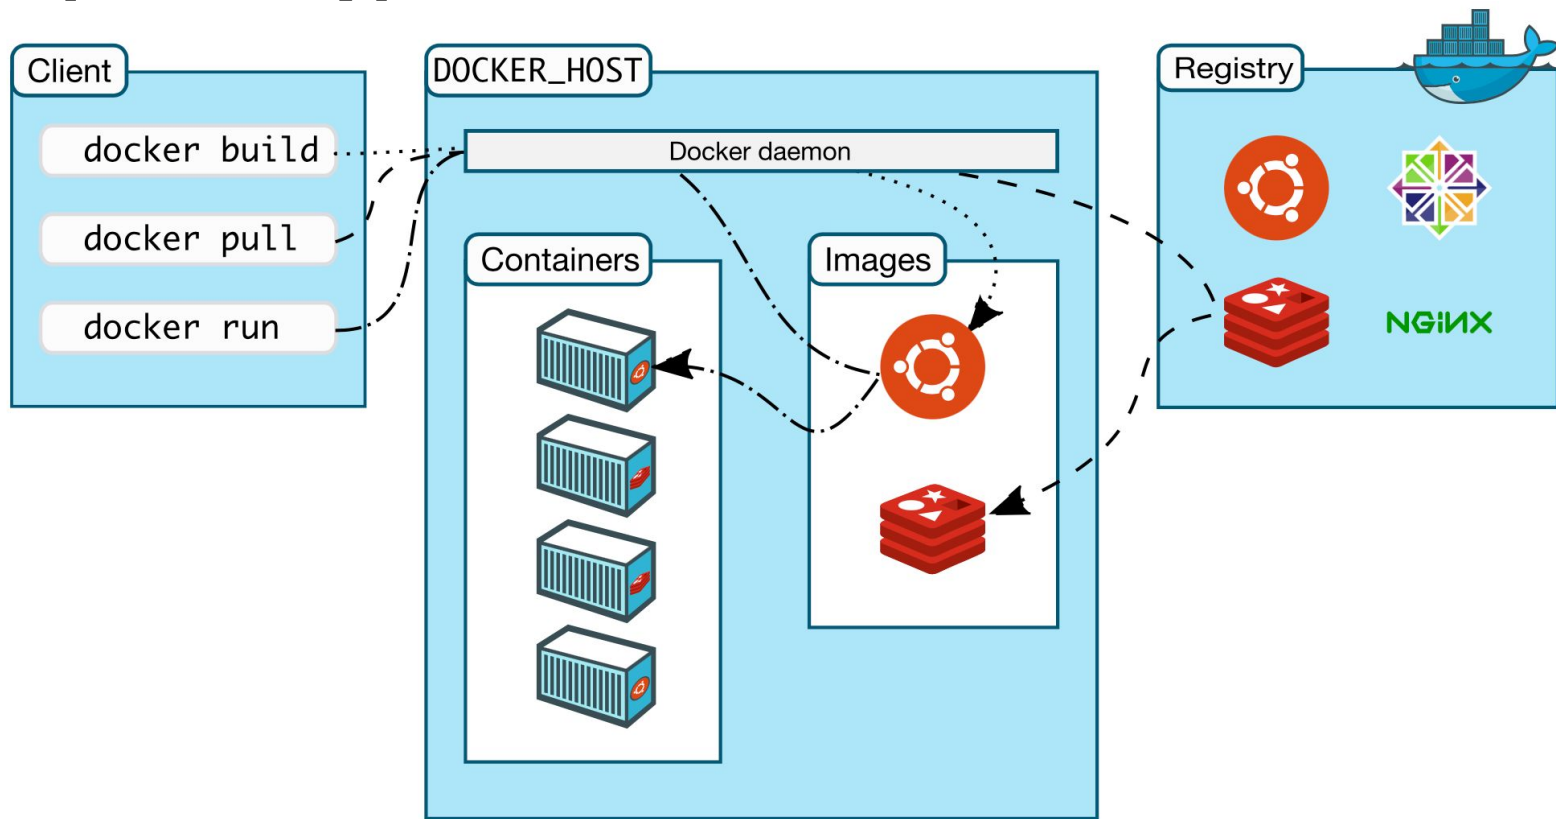 Client
docker build
docker pull
docker run
DOCKER_HOST
Docker daemon
Containers
Images
Registry
NGINX